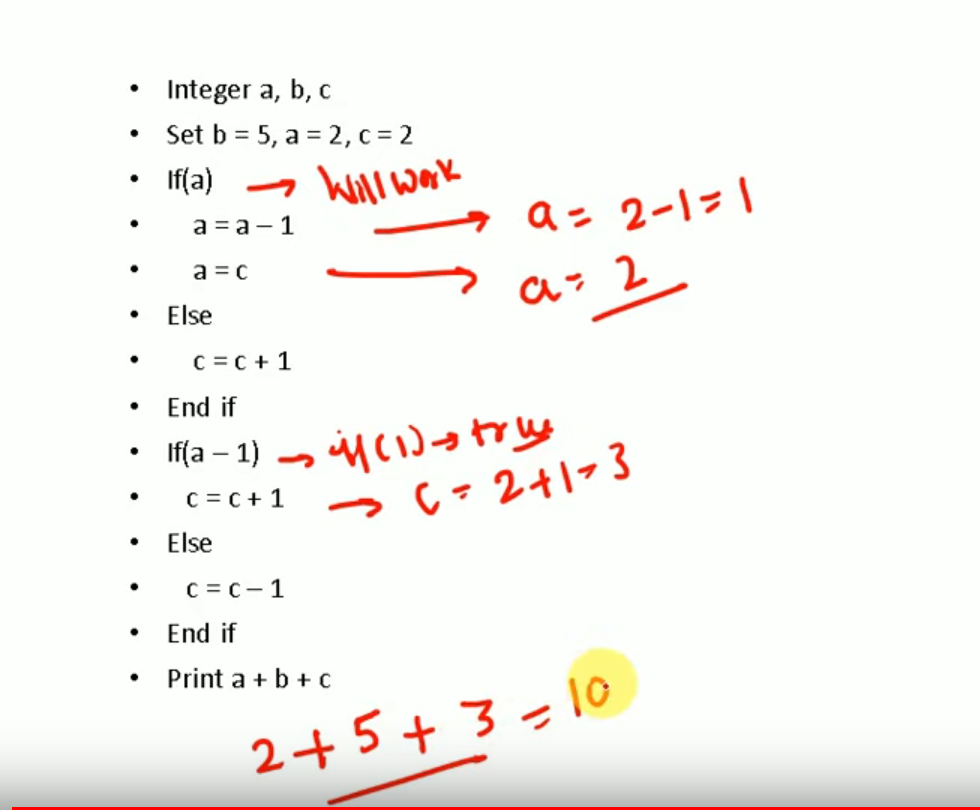 • Integer a, b, c
• Set b = 5, a = 2, c = 2
• If(a) → Will work
• a = a – 1 → a = 2-1=1
• a = c → a = 2
• Else
• c = c + 1
• End if
• If(a – 1) → if(1)→true
• c = c + 1 → c = 2+1=3
• Else
• c = c – 1
• End if
• Print a + b + c
2+5+3=10